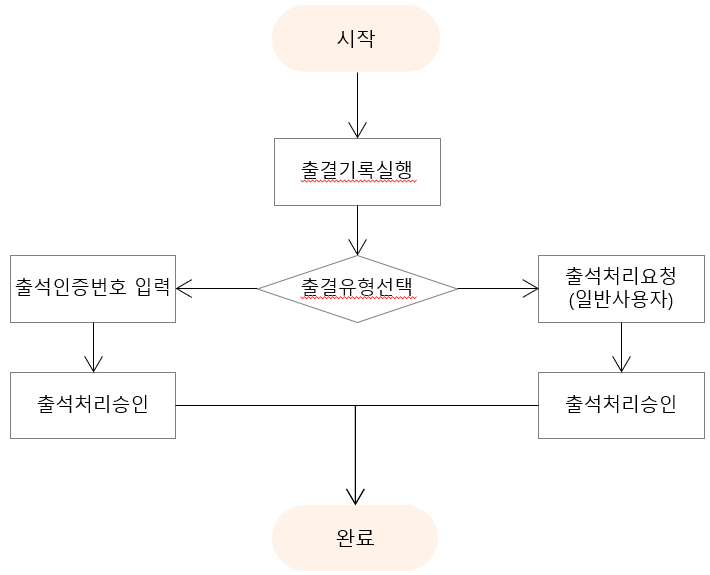 시작
출결기록실행
출석인증번호 입력
출결유형선택
출석처리요청
(일반사용자)
출석처리승인
출석처리승인
완료